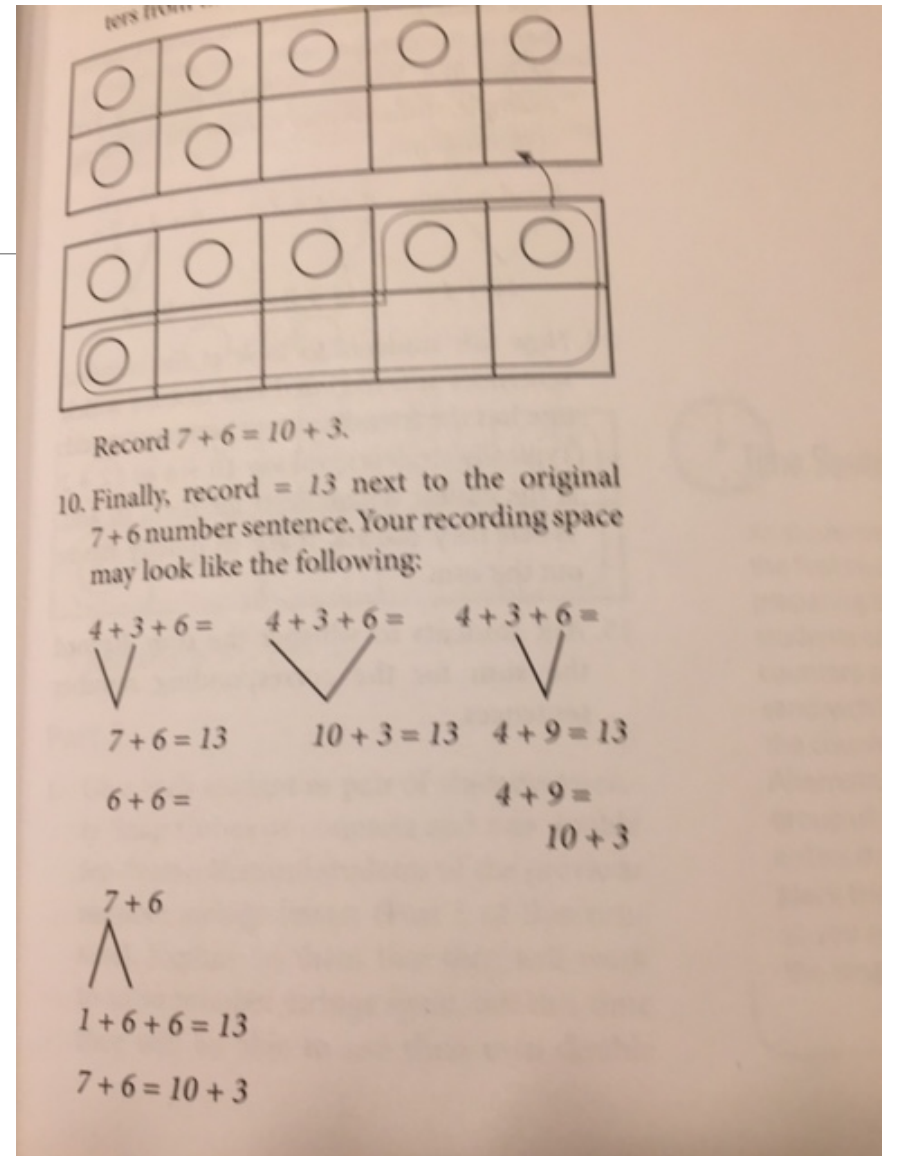 ters from
Record 7 + 6 = 10 + 3.
10. Finally, record = 13 next to the original
7 + 6 number sentence. Your recording space
may look like the following:
4 + 3 + 6 = 4 + 3 + 6 = 4 + 3 + 6 =
7 + 6 = 13 10 + 3 = 13 4 + 9 = 13
6 + 6 = 4 + 9 =
10 + 3
7 + 6
1 + 6 + 6 = 13
7 + 6 = 10 + 3